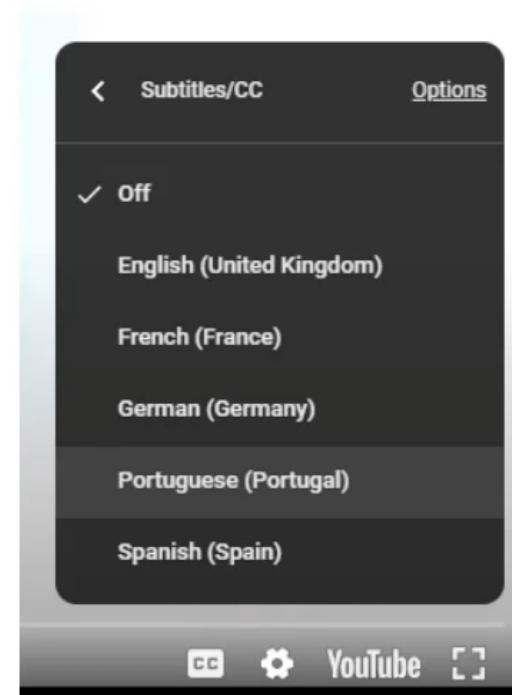 Subtitles/CC Options
Off
English (United Kingdom)
French (France)
German (Germany)
Portuguese (Portugal)
Spanish (Spain)
CC YouTube